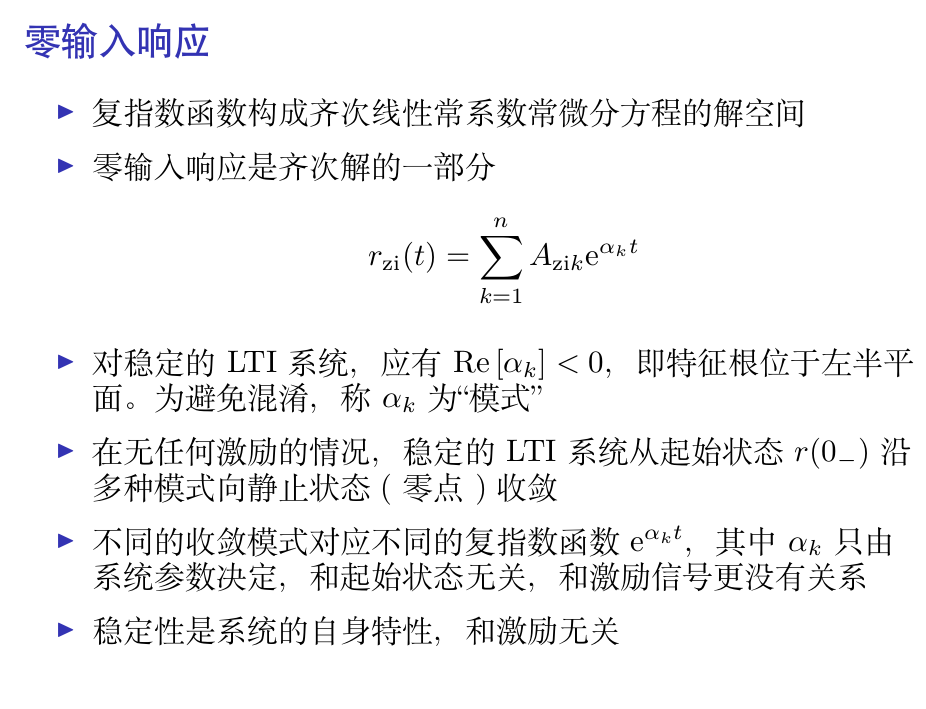 零输入响应
▶ 复指数函数构成齐次线性常系数常微分方程的解空间
▶ 零输入响应是齐次解的一部分
$r_{\mathrm{zi}}(t) = \sum_{k=1}^{n} A_{\mathrm{zi}k} \mathrm{e}^{\alpha_k t}$
▶ 对稳定的 LTI 系统，应有 $\mathrm{Re}\,[\alpha_k] < 0$，即特征根位于左半平
面。为避免混淆，称 $\alpha_k$ 为“模式”
▶ 在无任何激励的情况，稳定的 LTI 系统从起始状态 $r(0_-)$ 沿
多种模式向静止状态 ( 零点 ) 收敛
▶ 不同的收敛模式对应不同的复指数函数 $\mathrm{e}^{\alpha_k t}$，其中 $\alpha_k$ 只由
系统参数决定，和起始状态无关，和激励信号更没有关系
▶ 稳定性是系统的自身特性，和激励无关